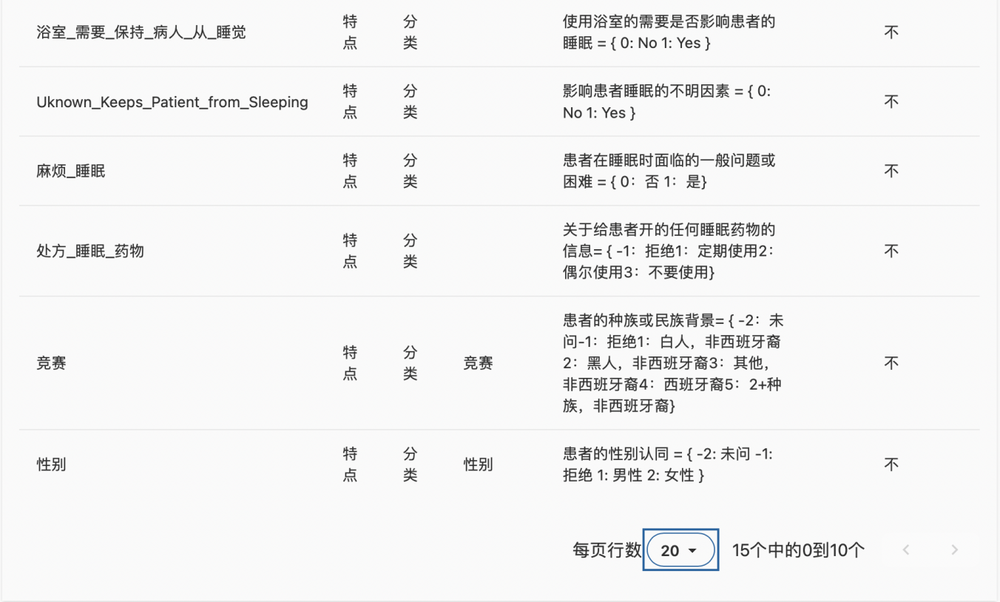 浴室_需要_保持_病人_从_睡觉
特
点
分
类
使用浴室的需要是否影响患者的
睡眠 = { 0: No 1: Yes }
不
Uknown_Keeps_Patient_from_Sleeping
特
点
分
类
影响患者睡眠的不明因素 = { 0:
No 1: Yes }
不
麻烦_睡眠
特
点
分
类
患者在睡眠时面临的一般问题或
困难 = { 0：否 1：是}
不
处方_睡眠_药物
特
点
分
类
关于给患者开的任何睡眠药物的
信息= { -1：拒绝1：定期使用2：
偶尔使用3：不要使用}
不
竞赛
特
点
分
类
竞赛
患者的种族或民族背景= { -2：未
问-1：拒绝1：白人，非西班牙裔
2：黑人，非西班牙裔3：其他，
非西班牙裔4：西班牙裔5：2+种
族，非西班牙裔}
不
性别
特
点
分
类
性别
患者的性别认同 = { -2: 未问 -1:
拒绝 1: 男性 2: 女性 }
不
每页行数 20 15个中的0到10个